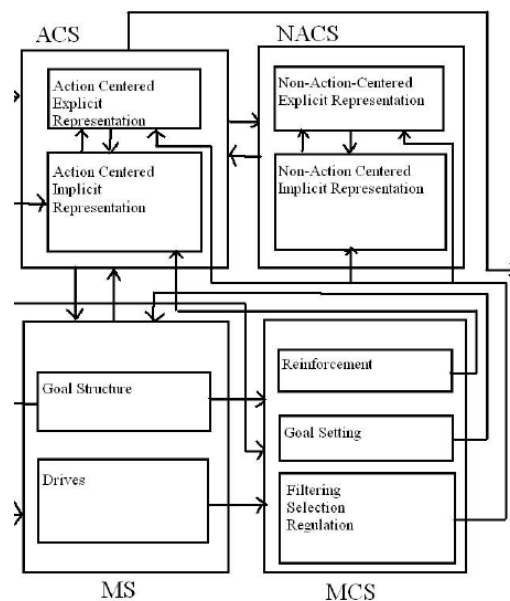 ACS
NACS
Action Centered
Explicit
Representation
Non-Action-Centered
Explicit Representation
Action Centered
Implicit
Representation
Non-Action Centered
Implicit Representation
Reinforcement
Goal Structure
Goal Setting
Drives
Filtering
Selection
Regulation
MS
MCS